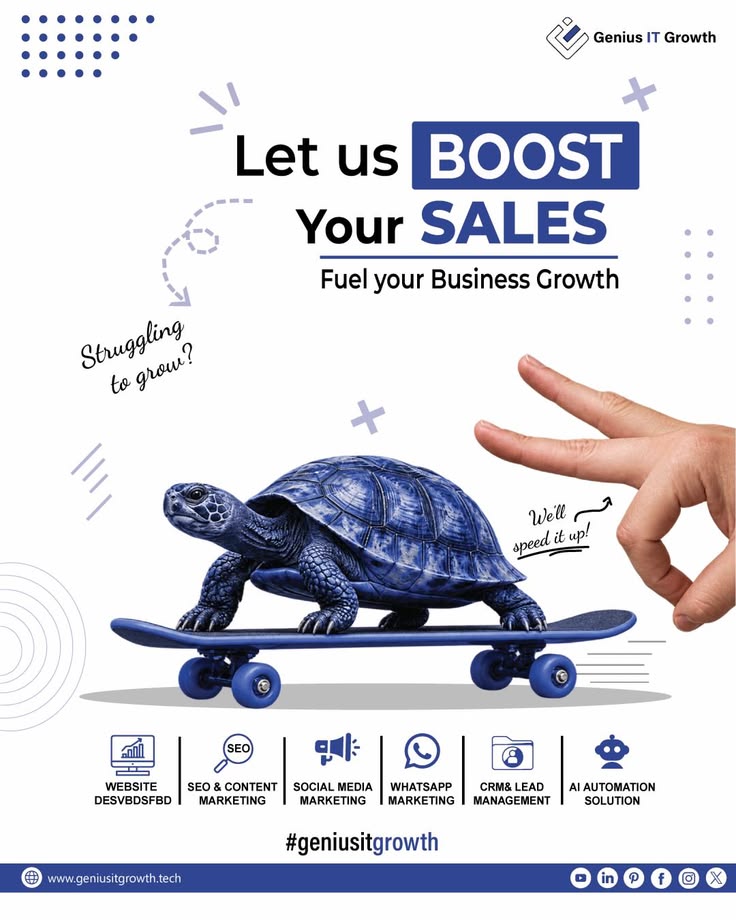 Genius IT Growth
Let us BOOST
Your SALES
Fuel your Business Growth
Struggling
to grow?
We'll
speed it up!
WEBSITE
DESVBDSFBD
SEO
SEO & CONTENT
MARKETING
SOCIAL MEDIA
MARKETING
WHATSAPP
MARKETING
CRM& LEAD
MANAGEMENT
AI AUTOMATION
SOLUTION
#geniusitgrowth
www.geniusitgrowth.tech